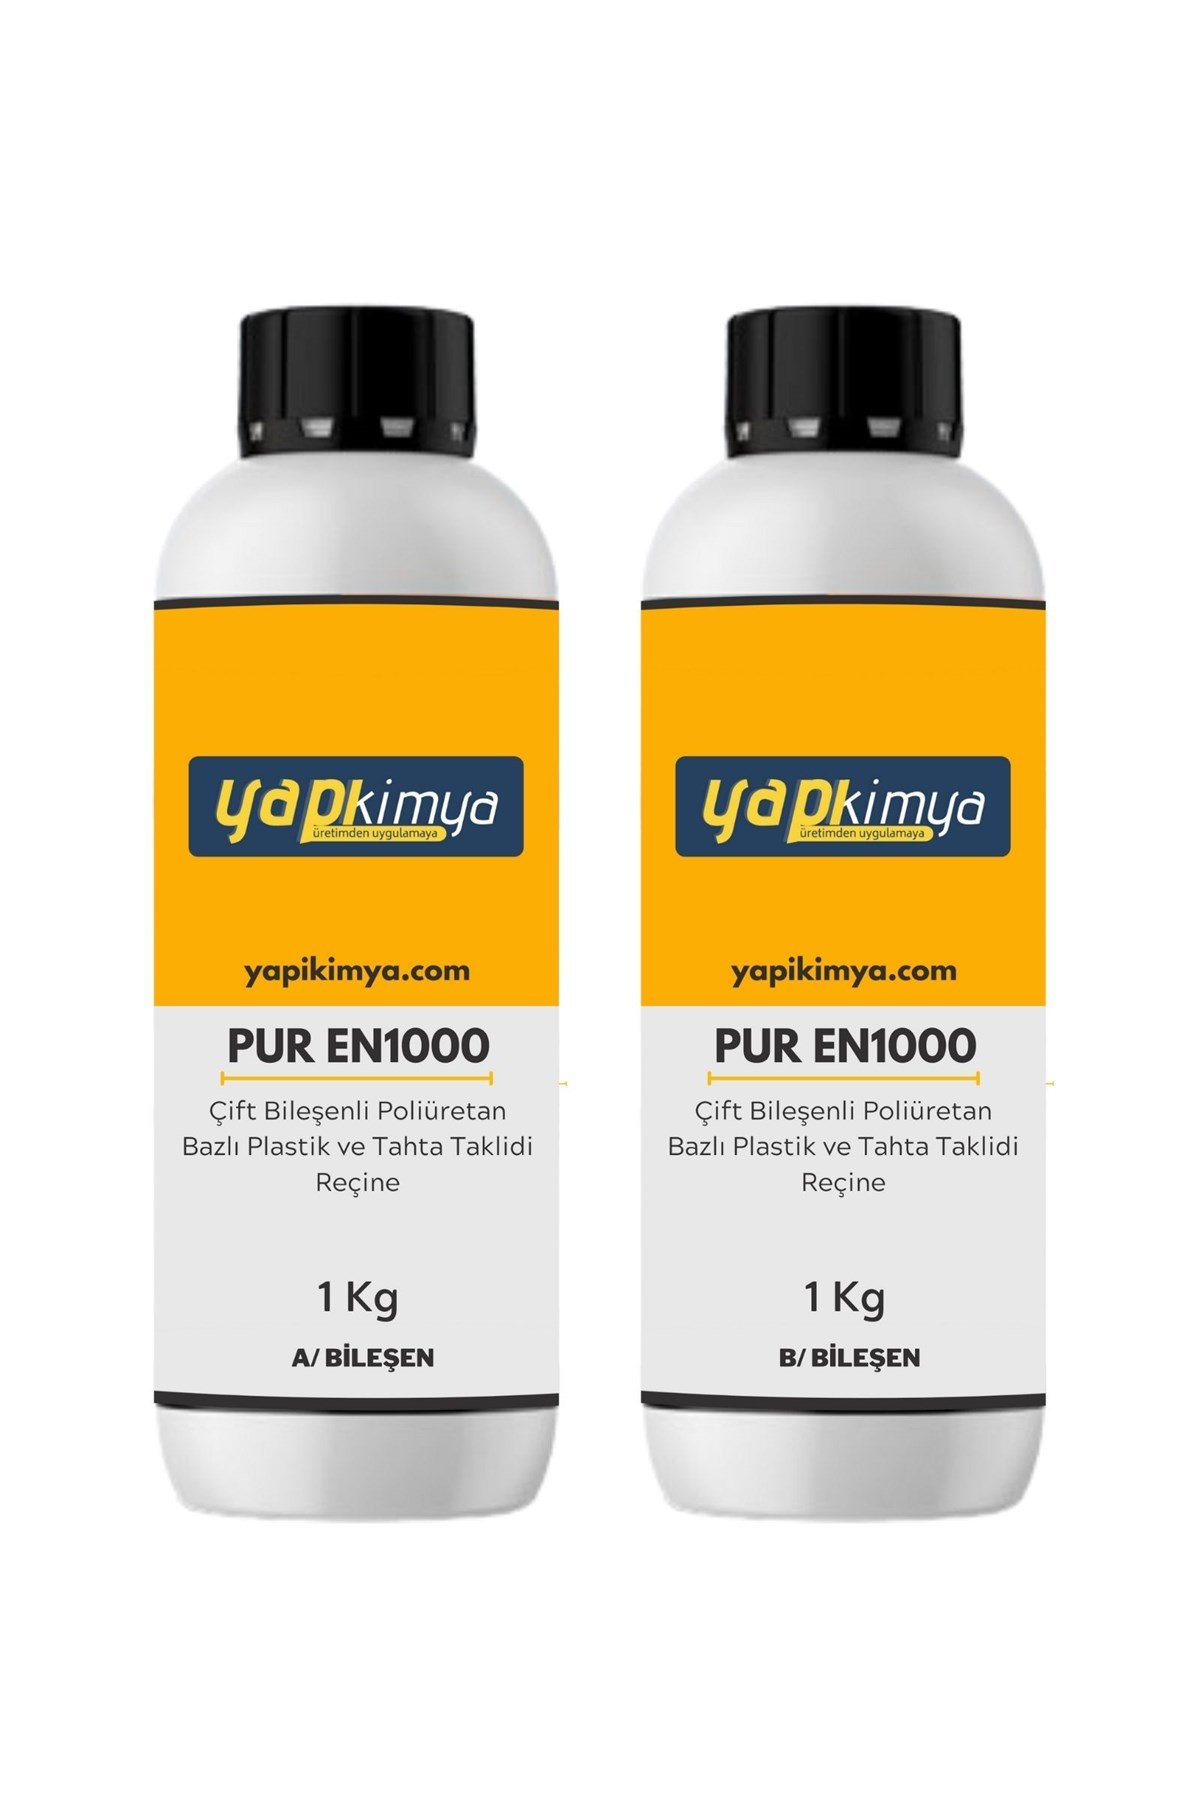 yapkimya
üretimden uygulamaya
yapikimya.com
PUR EN1000
Çift Bileşenli Poliüretan
Bazlı Plastik ve Tahta Taklidi
Reçine
1 Kg
A/ BİLEŞEN
yapkimya
üretimden uygulamaya
yapikimya.com
PUR EN1000
Çift Bileşenli Poliüretan
Bazlı Plastik ve Tahta Taklidi
Reçine
1 Kg
B/ BİLEŞEN